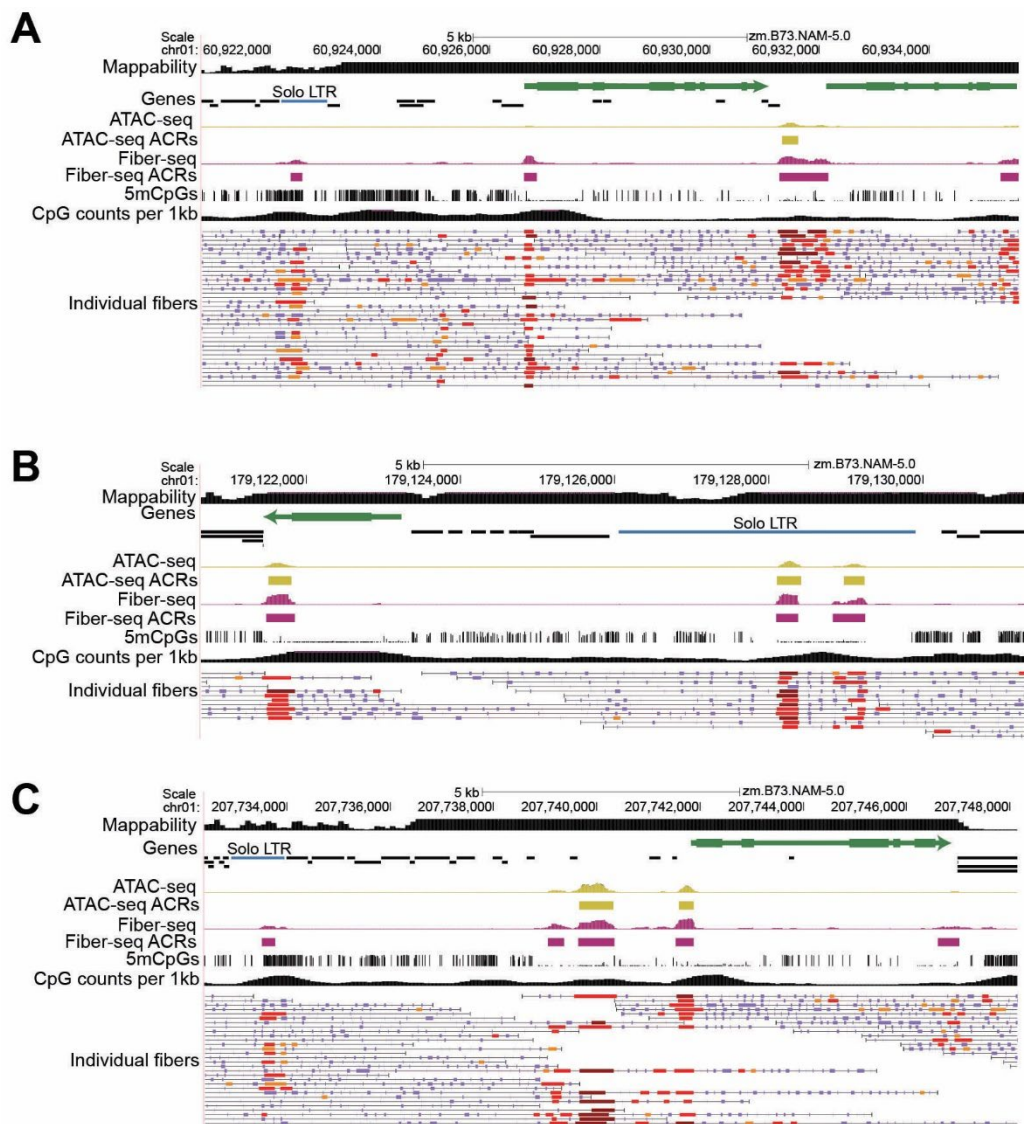 A
Scale 5 kb zm.B73.NAM-5.0
chr01: 60,922,000 60,924,000 60,926,000 60,928,000 60,930,000 60,932,000 60,934,000
Mappability
Solo LTR
Genes
ATAC-seq
ATAC-seq ACRs
Fiber-seq
Fiber-seq ACRs
5mCpGs
CpG counts per 1kb
Individual fibers
B
Scale 5 kb zm.B73.NAM-5.0
chr01: 179,122,000 179,124,000 179,126,000 179,128,000 179,130,000
Mappability
Genes
Solo LTR
ATAC-seq
ATAC-seq ACRs
Fiber-seq
Fiber-seq ACRs
5mCpGs
CpG counts per 1kb
Individual fibers
C
Scale 5 kb zm.B73.NAM-5.0
chr01: 207,734,000 207,736,000 207,738,000 207,740,000 207,742,000 207,744,000 207,746,000 207,748,000
Mappability
Genes
Solo LTR
ATAC-seq
ATAC-seq ACRs
Fiber-seq
Fiber-seq ACRs
5mCpGs
CpG counts per 1kb
Individual fibers